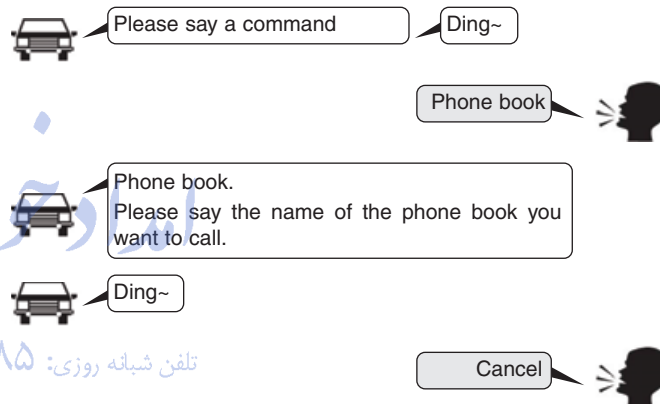 Please say a command
Ding~
Phone book
Phone book.
Please say the name of the phone book you
want to call.
Ding~
تلفن شبانه روزی: ۸۵
Cancel